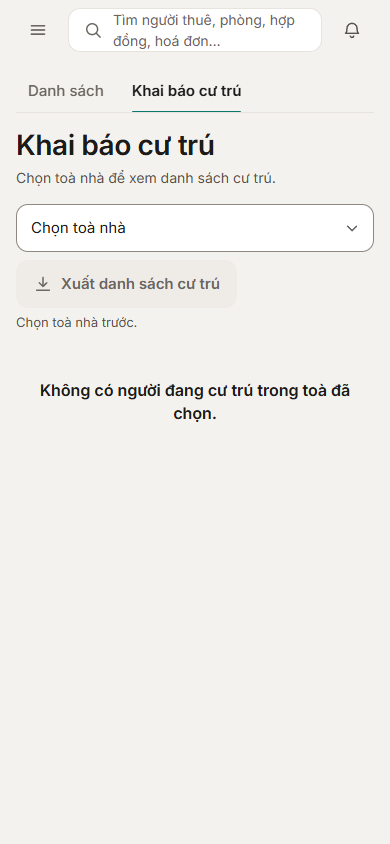 Tìm người thuê, phòng, hợp
đồng, hoá đơn...
Danh sách
Khai báo cư trú
Khai báo cư trú
Chọn toà nhà để xem danh sách cư trú.
Chọn toà nhà
Xuất danh sách cư trú
Chọn toà nhà trước.
Không có người đang cư trú trong toà đã
chọn.